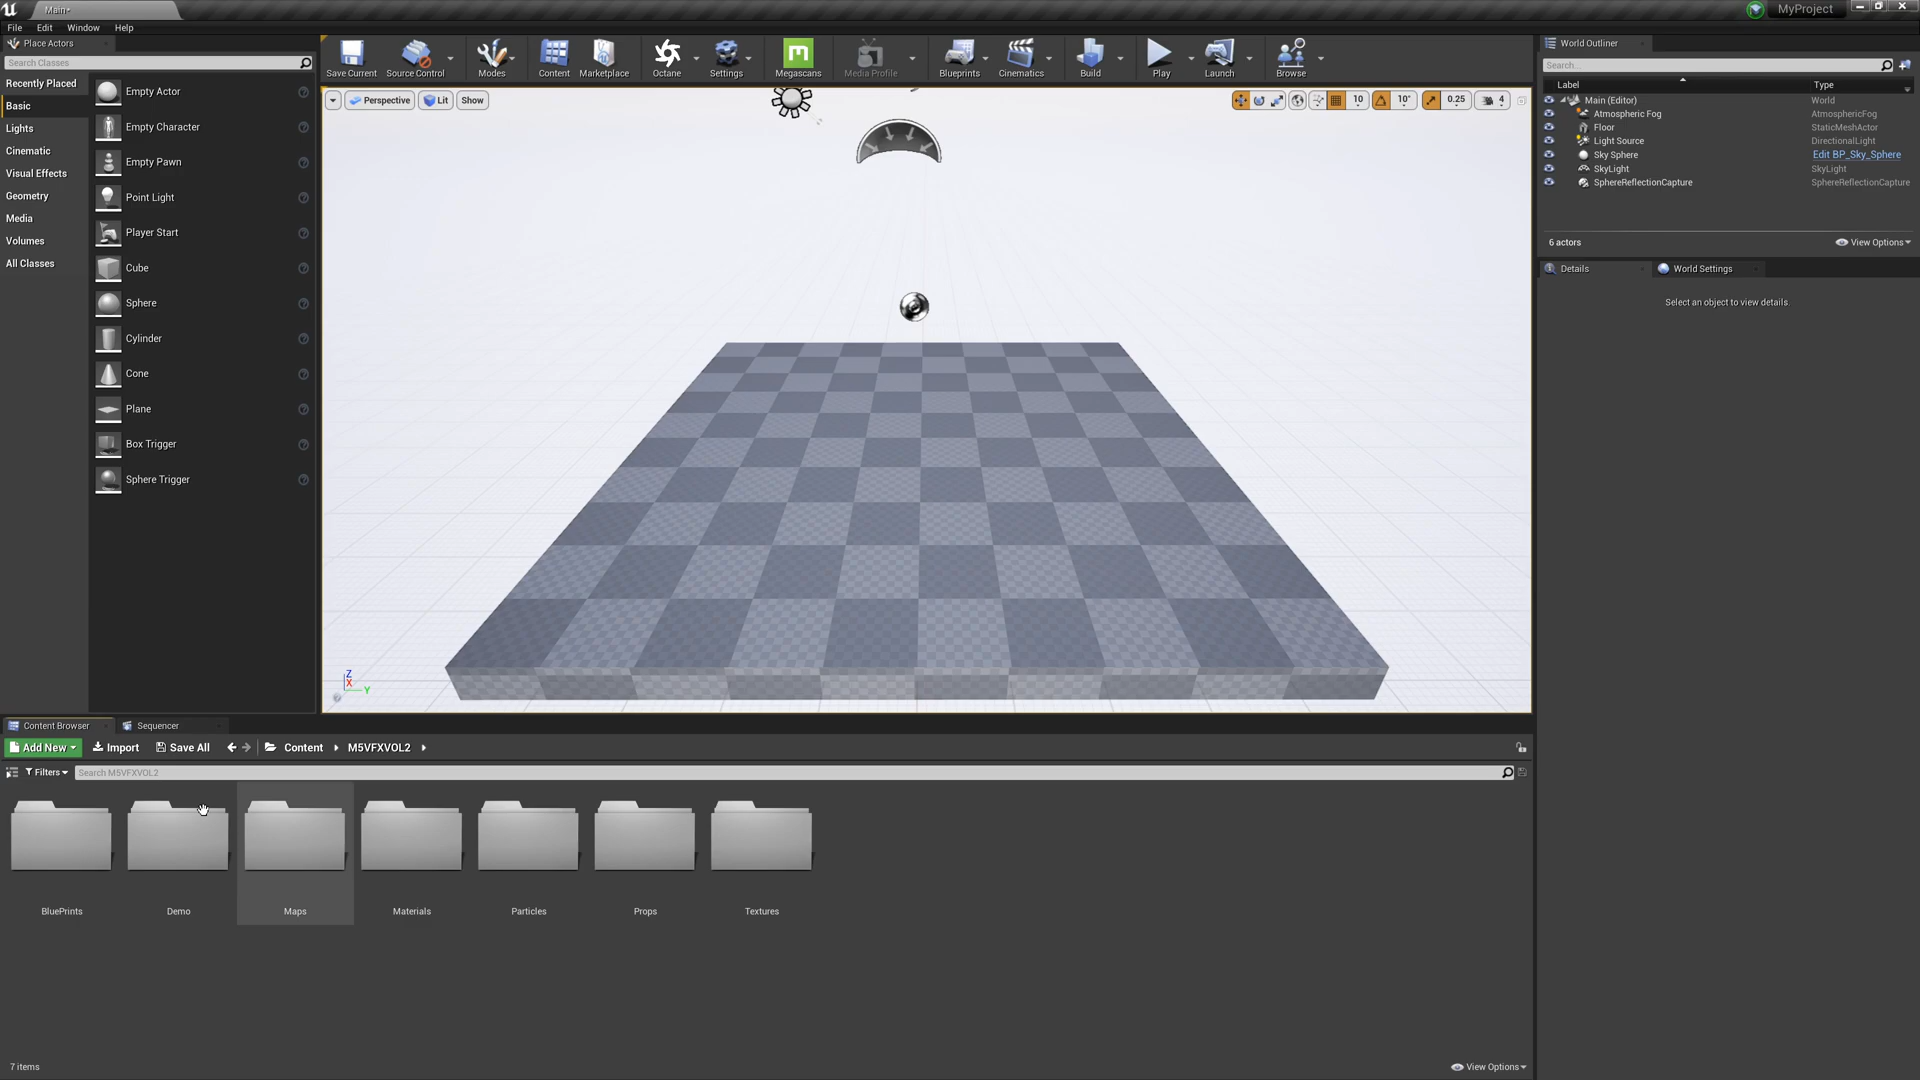 Main*
MyProject
File Edit Window Help
Place Actors
Search Classes
Recently Placed
Basic
Lights
Cinematic
Visual Effects
Geometry
Media
Volumes
All Classes
Empty Actor
Empty Character
Empty Pawn
Point Light
Player Start
Cube
Sphere
Cylinder
Cone
Plane
Box Trigger
Sphere Trigger
Save Current
Source Control
Modes
Content
Marketplace
Octane
Settings
Megascans
Media Profile
Blueprints
Cinematics
Build
Play
Launch
Browse
Perspective
Lit
Show
10
10°
0.25
4
Z
X
Y
World Outliner
Search...
Label Type
Main (Editor) World
Atmospheric Fog AtmosphericFog
Floor StaticMeshActor
Light Source DirectionalLight
Sky Sphere Edit BP_Sky_Sphere
SkyLight SkyLight
SphereReflectionCapture SphereReflectionCapture
6 actors
View Options
Details
World Settings
Select an object to view details.
Content Browser
Sequencer
Add New
Import
Save All
Content
M5VFXVOL2
Filters
Search M5VFXVOL2
BluePrints
Demo
Maps
Materials
Particles
Props
Textures
7 items
View Options